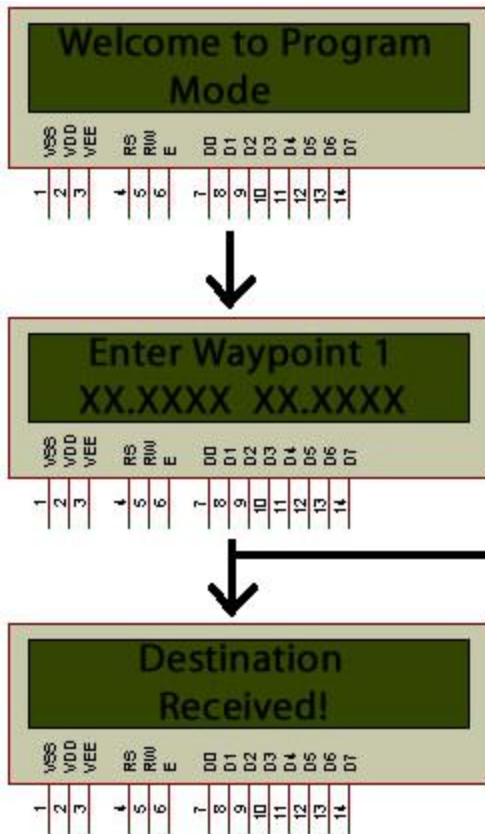 Welcome to Program
Mode
VSS VDD VEE RS RW E D0 D1 D2 D3 D4 D5 D6 D7
1 2 3 4 5 6 7 8 9 10 11 12 13 14
Enter Waypoint 1
XX.XXXX XX.XXXX
VSS VDD VEE RS RW E D0 D1 D2 D3 D4 D5 D6 D7
1 2 3 4 5 6 7 8 9 10 11 12 13 14
Destination
Received!
VSS VDD VEE RS RW E D0 D1 D2 D3 D4 D5 D6 D7
1 2 3 4 5 6 7 8 9 10 11 12 13 14